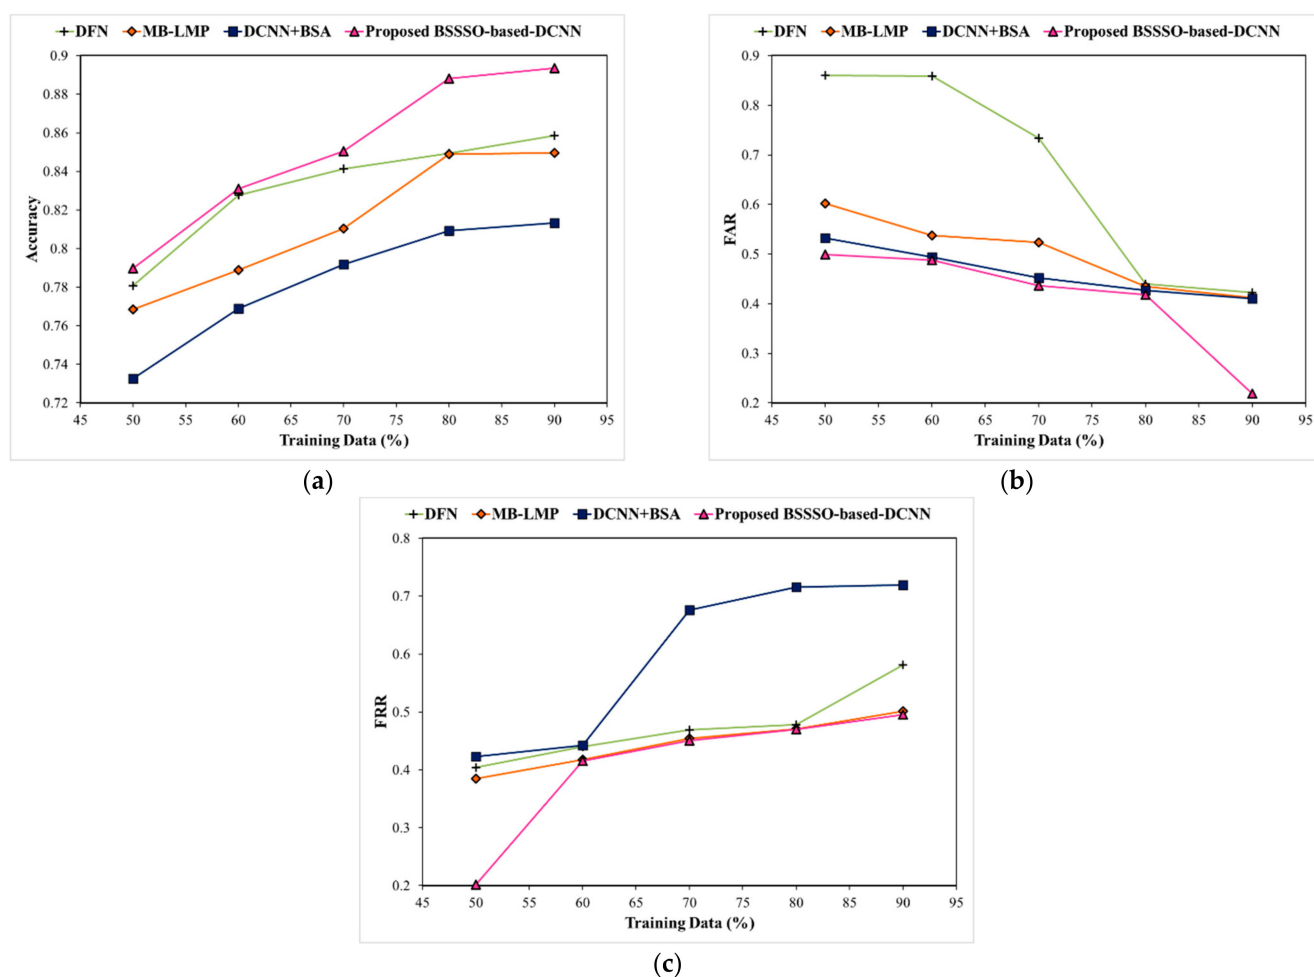 DFN MB-LMP DCNN+BSA Proposed BSSSO-based-DCNN
0.9
0.88
0.86
0.84
0.82
0.8
0.78
0.76
0.74
0.72
Accuracy
45 50 55 60 65 70 75 80 85 90 95
Training Data (%)
(a)
DFN MB-LMP DCNN+BSA Proposed BSSSO-based-DCNN
0.9
0.8
0.7
0.6
0.5
0.4
0.3
0.2
FAR
45 50 55 60 65 70 75 80 85 90 95
Training Data (%)
(b)
DFN MB-LMP DCNN+BSA Proposed BSSSO-based-DCNN
0.8
0.7
0.6
0.5
0.4
0.3
0.2
FRR
45 50 55 60 65 70 75 80 85 90 95
Training Data (%)
(c)